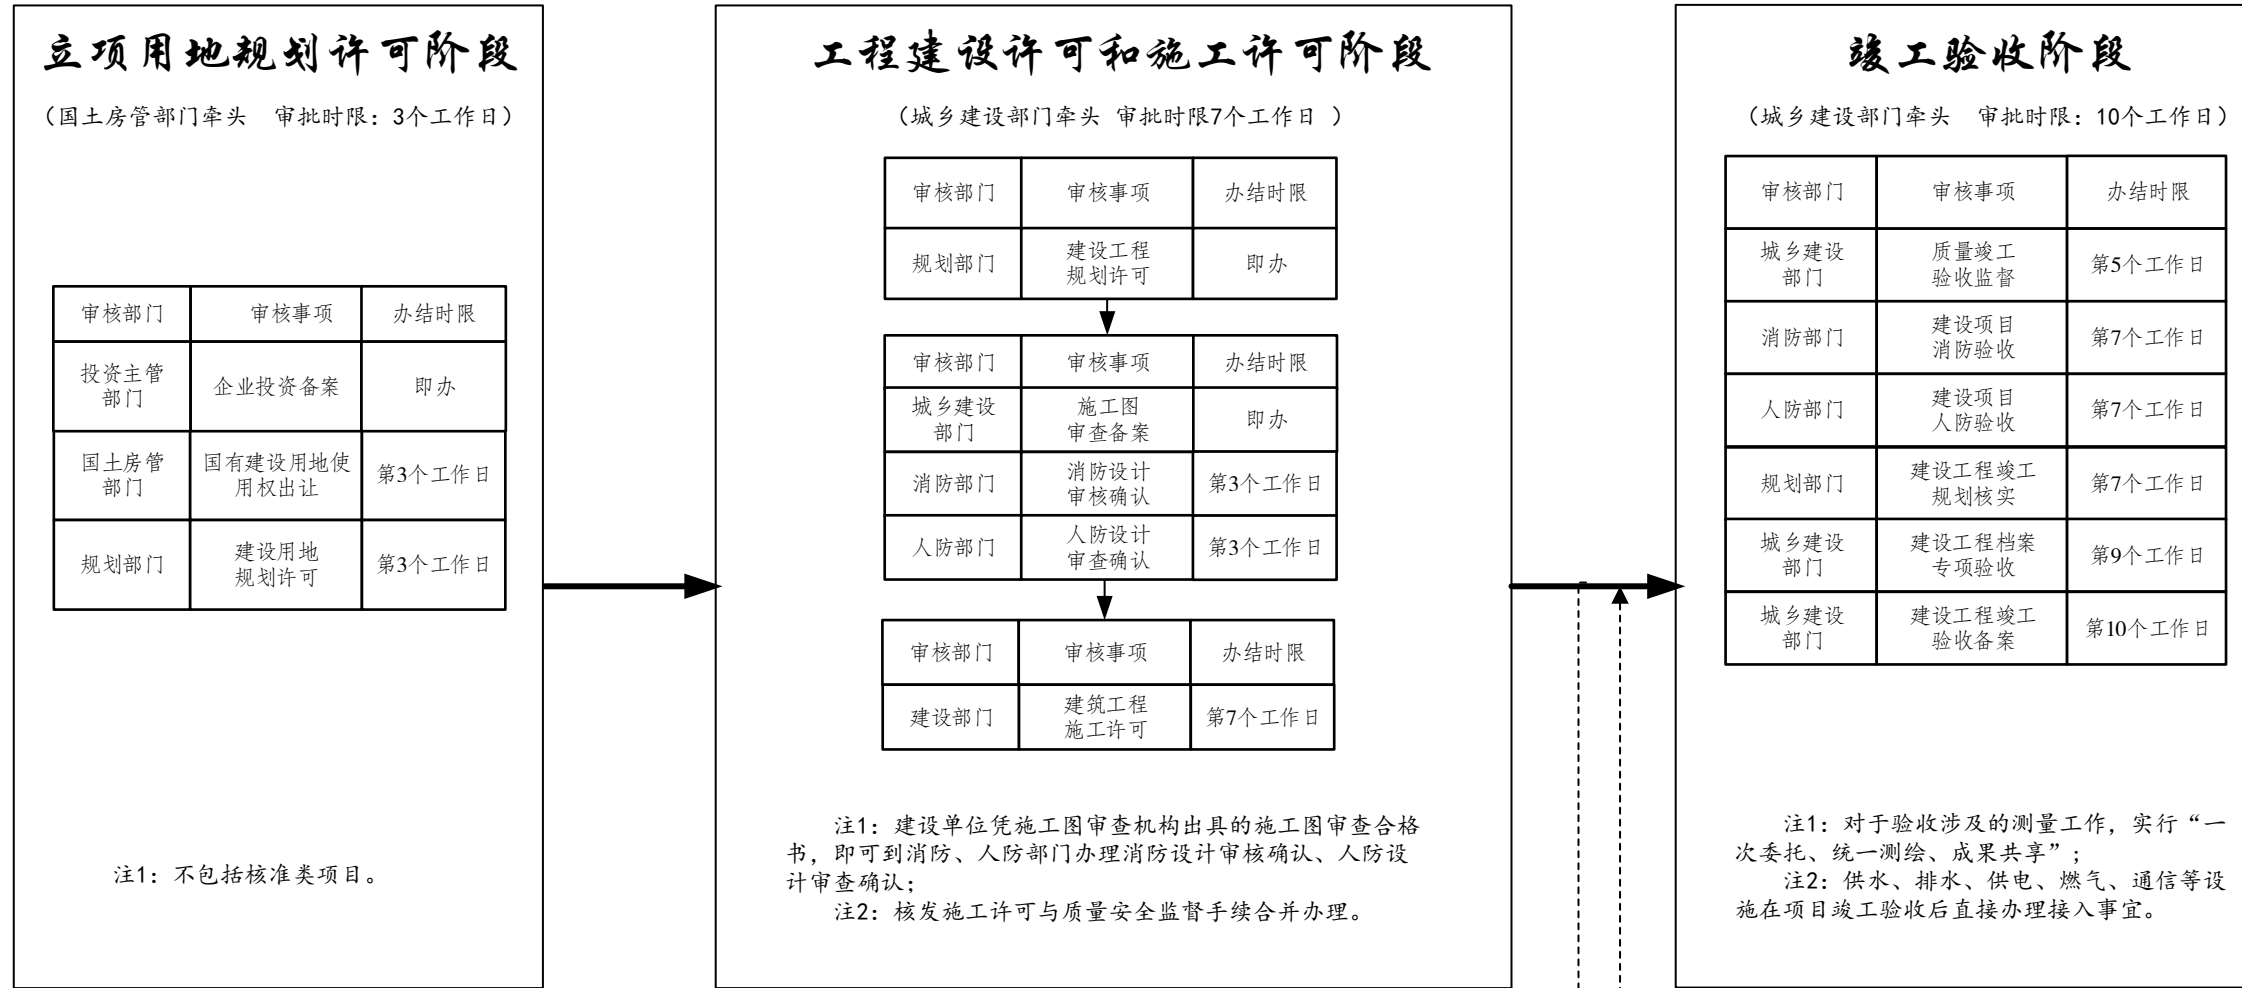 立项用地规划许可阶段
（国土房管部门牵头 审批时限：3个工作日）
审核部门 审核事项 办结时限
投资主管
部门
企业投资备案
即办
国土房管
部门
国有建设用地使
用权出让
第3个工作日
规划部门
建设用地
规划许可
第3个工作日
注1：不包括核准类项目。
工程建设许可和施工许可阶段
（城乡建设部门牵头 审批时限7个工作日 ）
审核部门 审核事项 办结时限
规划部门
建设工程
规划许可
即办
审核部门 审核事项 办结时限
城乡建设
部门
施工图
审查备案
即办
消防部门
消防设计
审核确认
第3个工作日
人防部门
人防设计
审查确认
第3个工作日
审核部门 审核事项 办结时限
建设部门
建筑工程
施工许可
第7个工作日
注1：建设单位凭施工图审查机构出具的施工图审查合格
书，即可到消防、人防部门办理消防设计审核确认、人防设
计审查确认；
注2：核发施工许可与质量安全监督手续合并办理。
竣工验收阶段
（城乡建设部门牵头 审批时限：10个工作日）
审核部门 审核事项 办结时限
城乡建设
部门
质量竣工
验收监督
第5个工作日
消防部门
建设项目
消防验收
第7个工作日
人防部门
建设项目
人防验收
第7个工作日
规划部门
建设工程竣工
规划核实
第7个工作日
城乡建设
部门
建设工程档案
专项验收
第9个工作日
城乡建设
部门
建设工程竣工
验收备案
第10个工作日
注1：对于验收涉及的测量工作，实行“一
次委托、统一测绘、成果共享”；
注2：供水、排水、供电、燃气、通信等设
施在项目竣工验收后直接办理接入事宜。